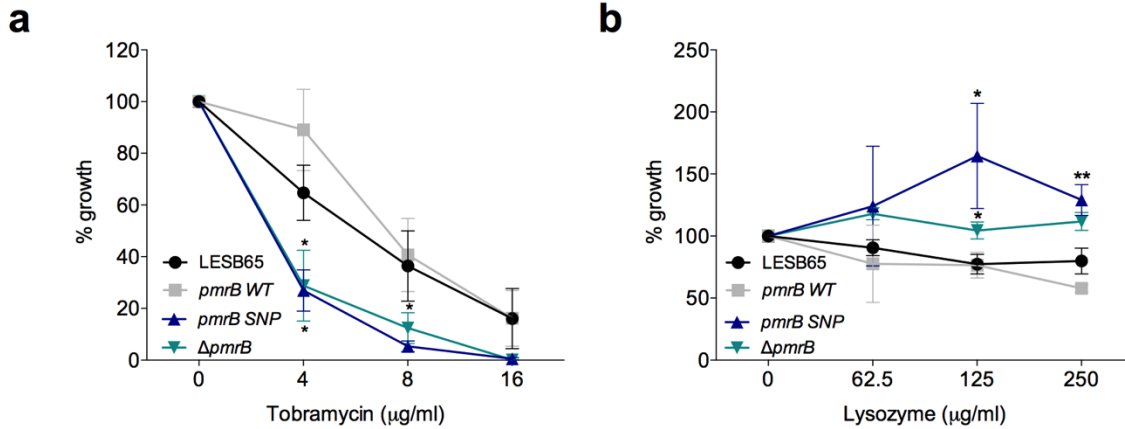 a
120
100
80
60
40
20
0
% growth
*
*
*
LESB65
pmrB WT
pmrB SNP
ΔpmrB
0 4 8 16
Tobramycin (µg/ml)
b
250
200
150
100
50
0
% growth
*
**
*
LESB65
pmrB WT
pmrB SNP
ΔpmrB
0 62.5 125 250
Lysozyme (µg/ml)